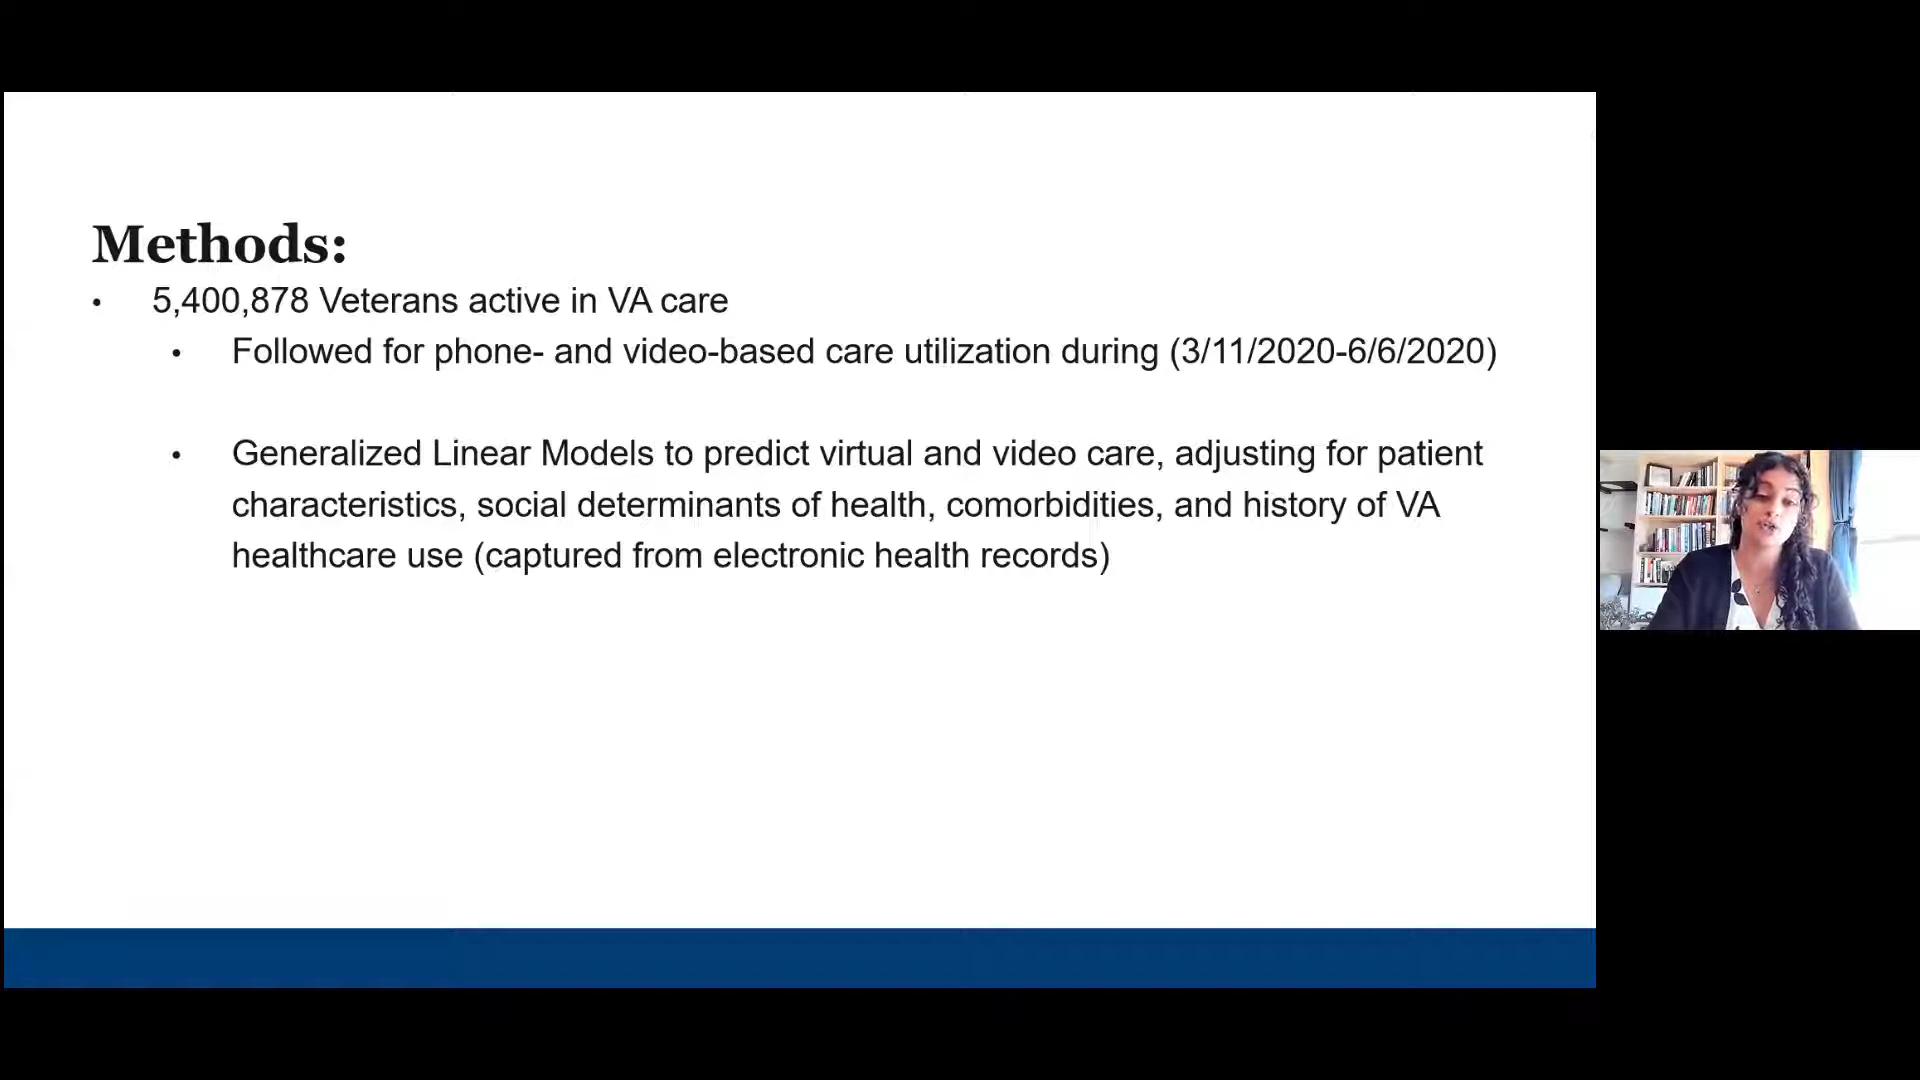 Methods:
• 5,400,878 Veterans active in VA care
• Followed for phone- and video-based care utilization during (3/11/2020-6/6/2020)
• Generalized Linear Models to predict virtual and video care, adjusting for patient
characteristics, social determinants of health, comorbidities, and history of VA
healthcare use (captured from electronic health records)